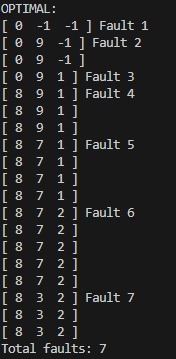 OPTIMAL:
[ 0  -1  -1 ] Fault 1
[ 0  9  -1 ] Fault 2
[ 0  9  -1 ]
[ 0  9  1 ] Fault 3
[ 8  9  1 ] Fault 4
[ 8  9  1 ]
[ 8  9  1 ]
[ 8  7  1 ] Fault 5
[ 8  7  1 ]
[ 8  7  1 ]
[ 8  7  1 ]
[ 8  7  2 ] Fault 6
[ 8  7  2 ]
[ 8  7  2 ]
[ 8  7  2 ]
[ 8  7  2 ]
[ 8  3  2 ] Fault 7
[ 8  3  2 ]
[ 8  3  2 ]
Total faults: 7